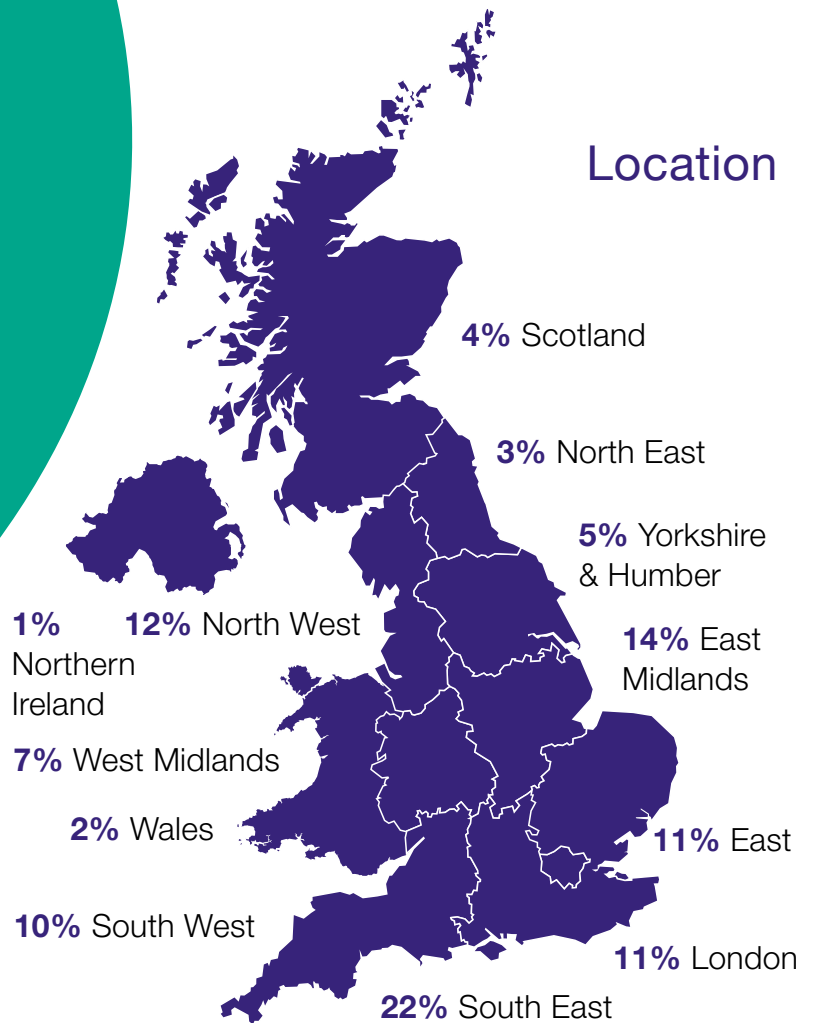 Location
4% Scotland
3% North East
5% Yorkshire
& Humber
1%
Northern
Ireland
12% North West
14% East
Midlands
7% West Midlands
2% Wales
11% East
10% South West
11% London
22% South East